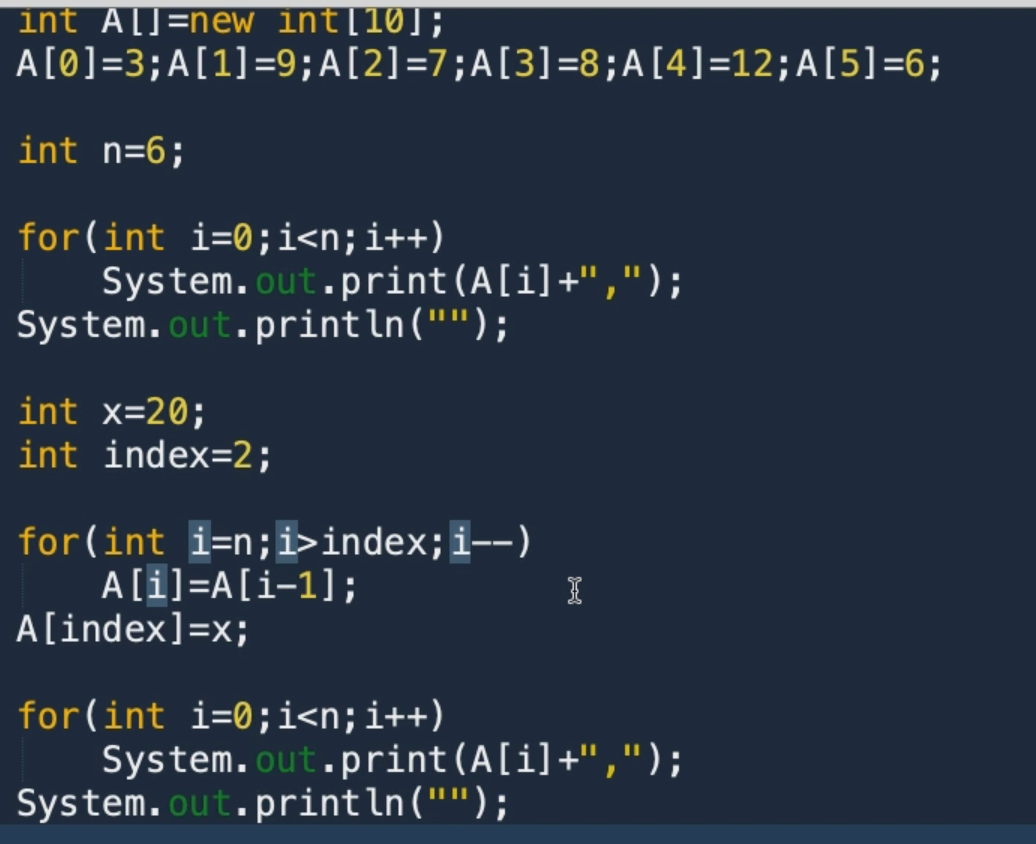 int A[]=new int[10];
A[0]=3;A[1]=9;A[2]=7;A[3]=8;A[4]=12;A[5]=6;
int n=6;
for(int i=0;i<n;i++)
System.out.print(A[i]+",");
System.out.println("");
int x=20;
int index=2;
for(int i=n;i>index;i--)
A[i]=A[i-1];
A[index]=x;
for(int i=0;i<n;i++)
System.out.print(A[i]+",");
System.out.println("");